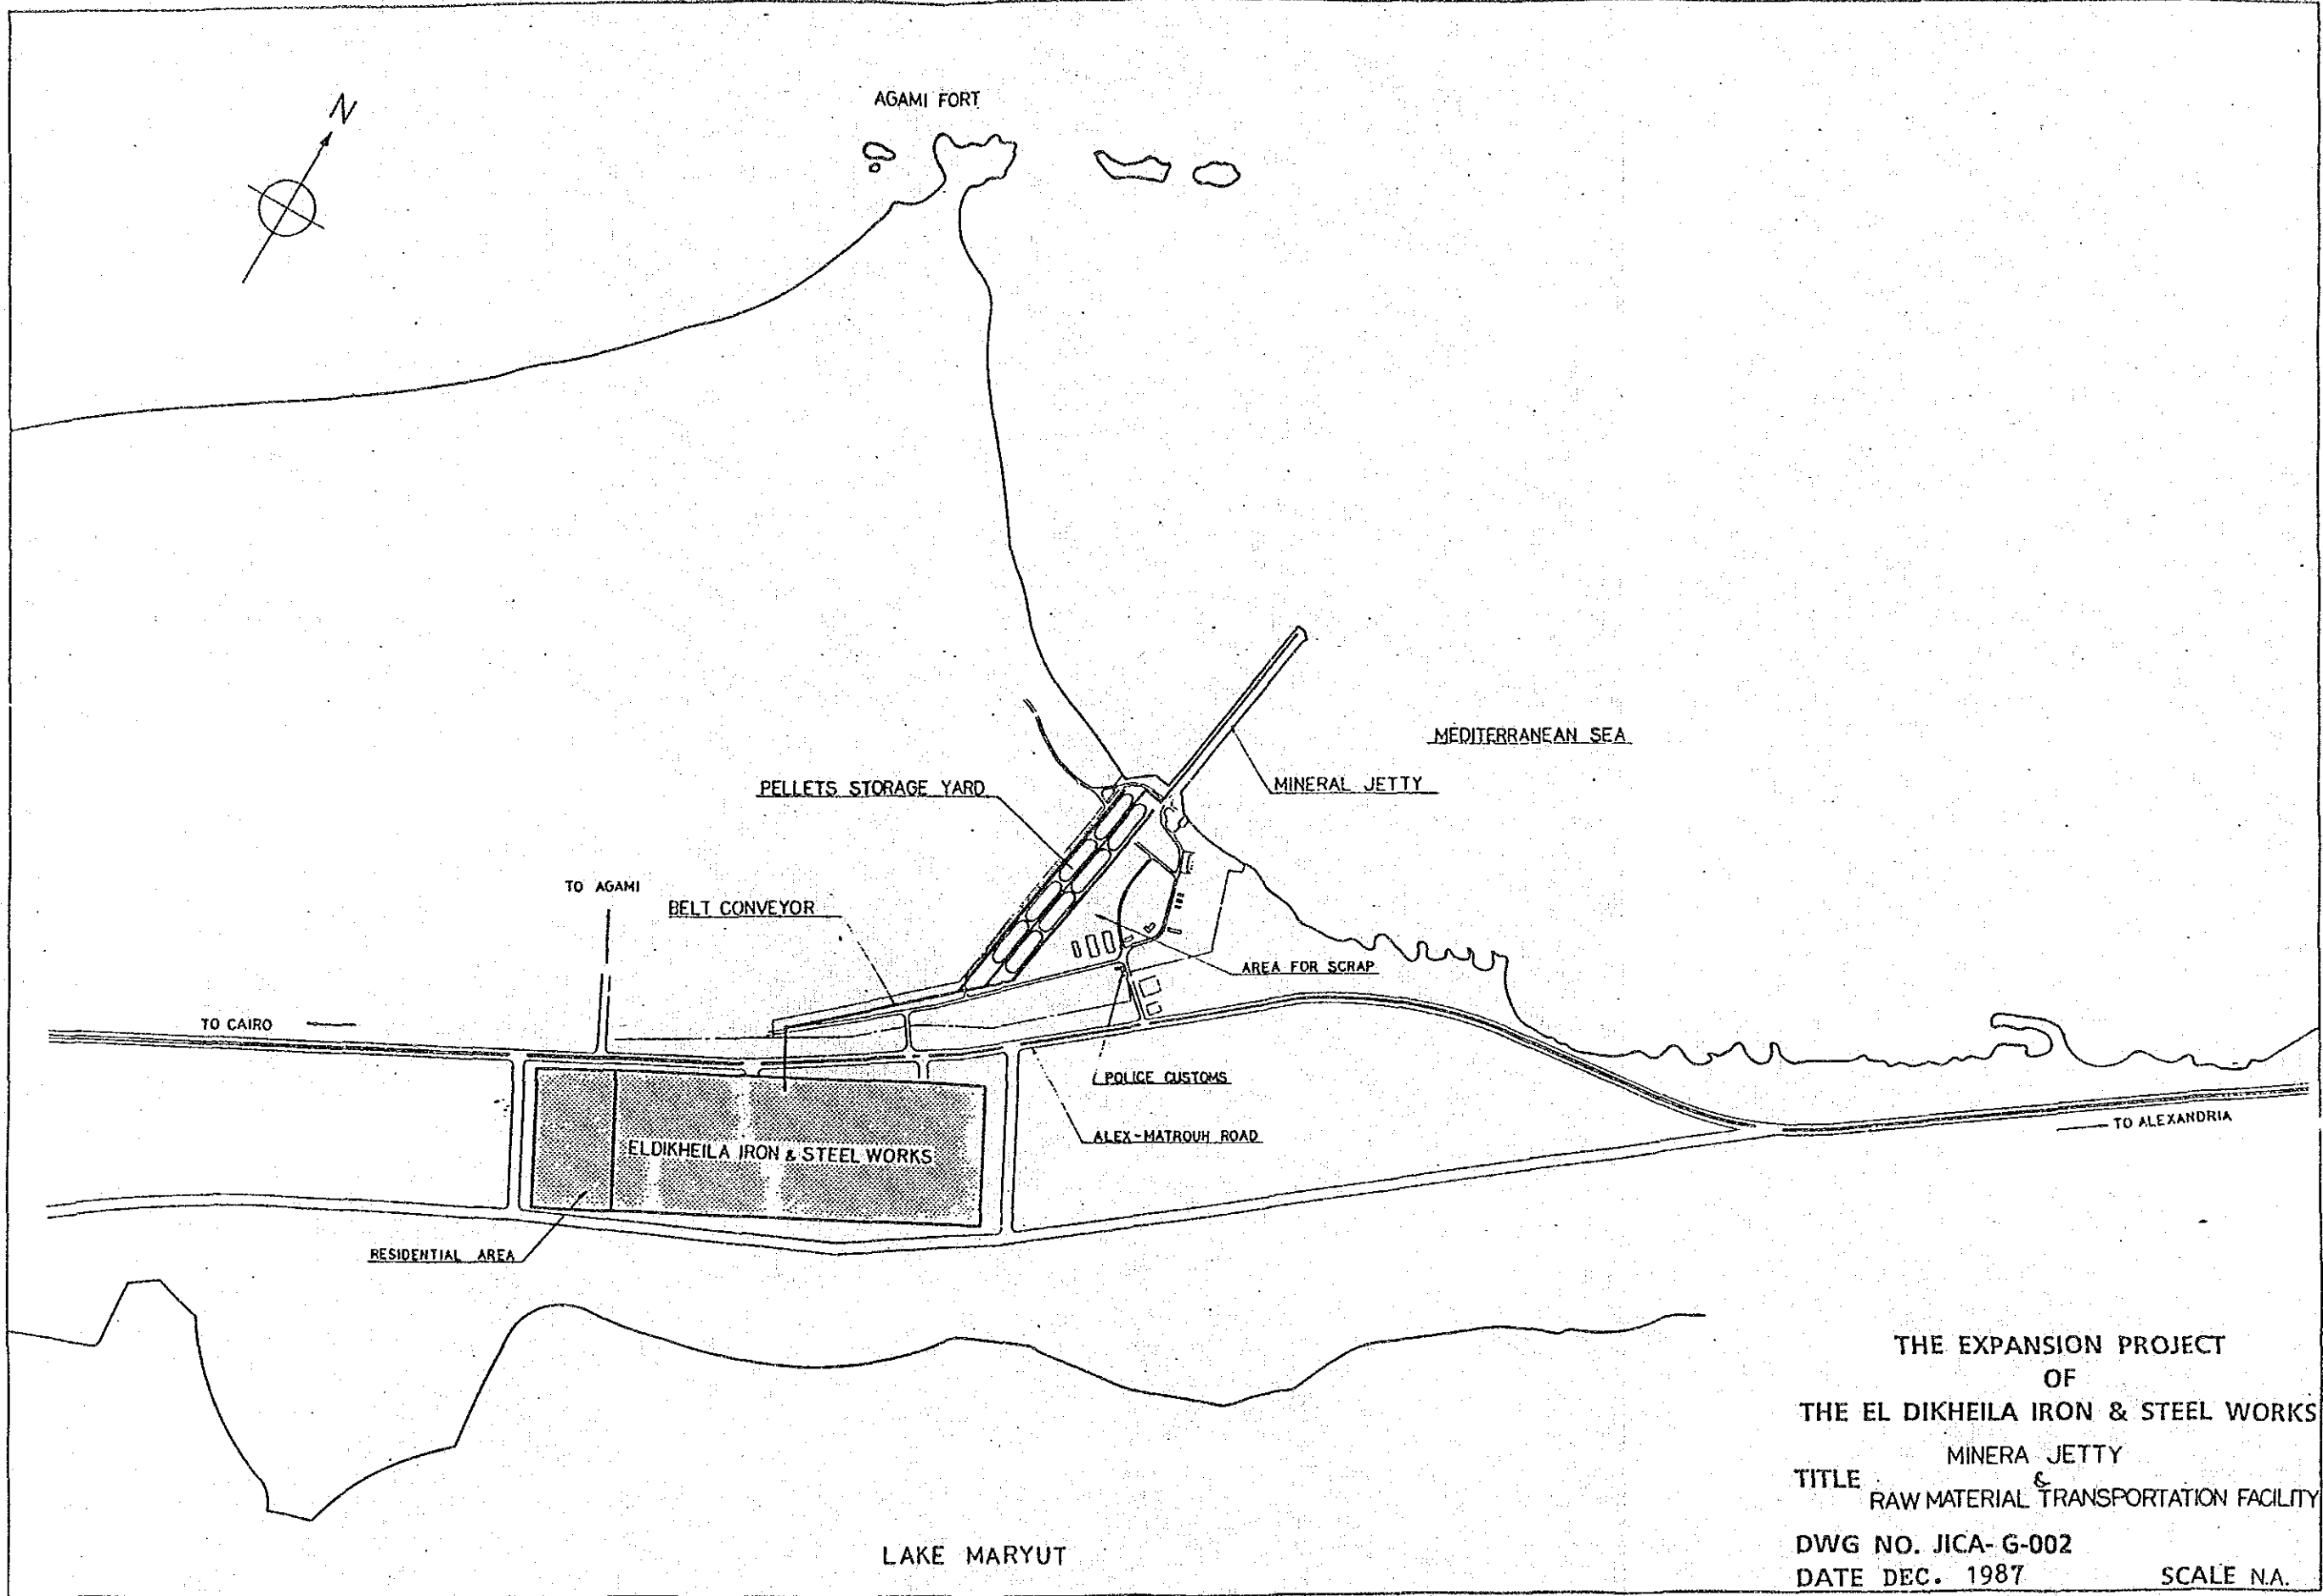 N
AGAMI FORT
MEDITERRANEAN SEA
PELLETS STORAGE YARD
MINERAL JETTY
TO AGAMI
BELT CONVEYOR
AREA FOR SCRAP
TO CAIRO
POLICE CUSTOMS
TO ALEXANDRIA
ALEX-MATROUH ROAD
ELDIKHEILA IRON & STEEL WORKS
RESIDENTIAL AREA
THE EXPANSION PROJECT
OF
THE EL DIKHEILA IRON & STEEL WORKS
MINERA JETTY
TITLE &
RAW MATERIAL TRANSPORTATION FACILITY
LAKE MARYUT
DWG NO. JICA-G-002
DATE DEC. 1987 SCALE N.A.